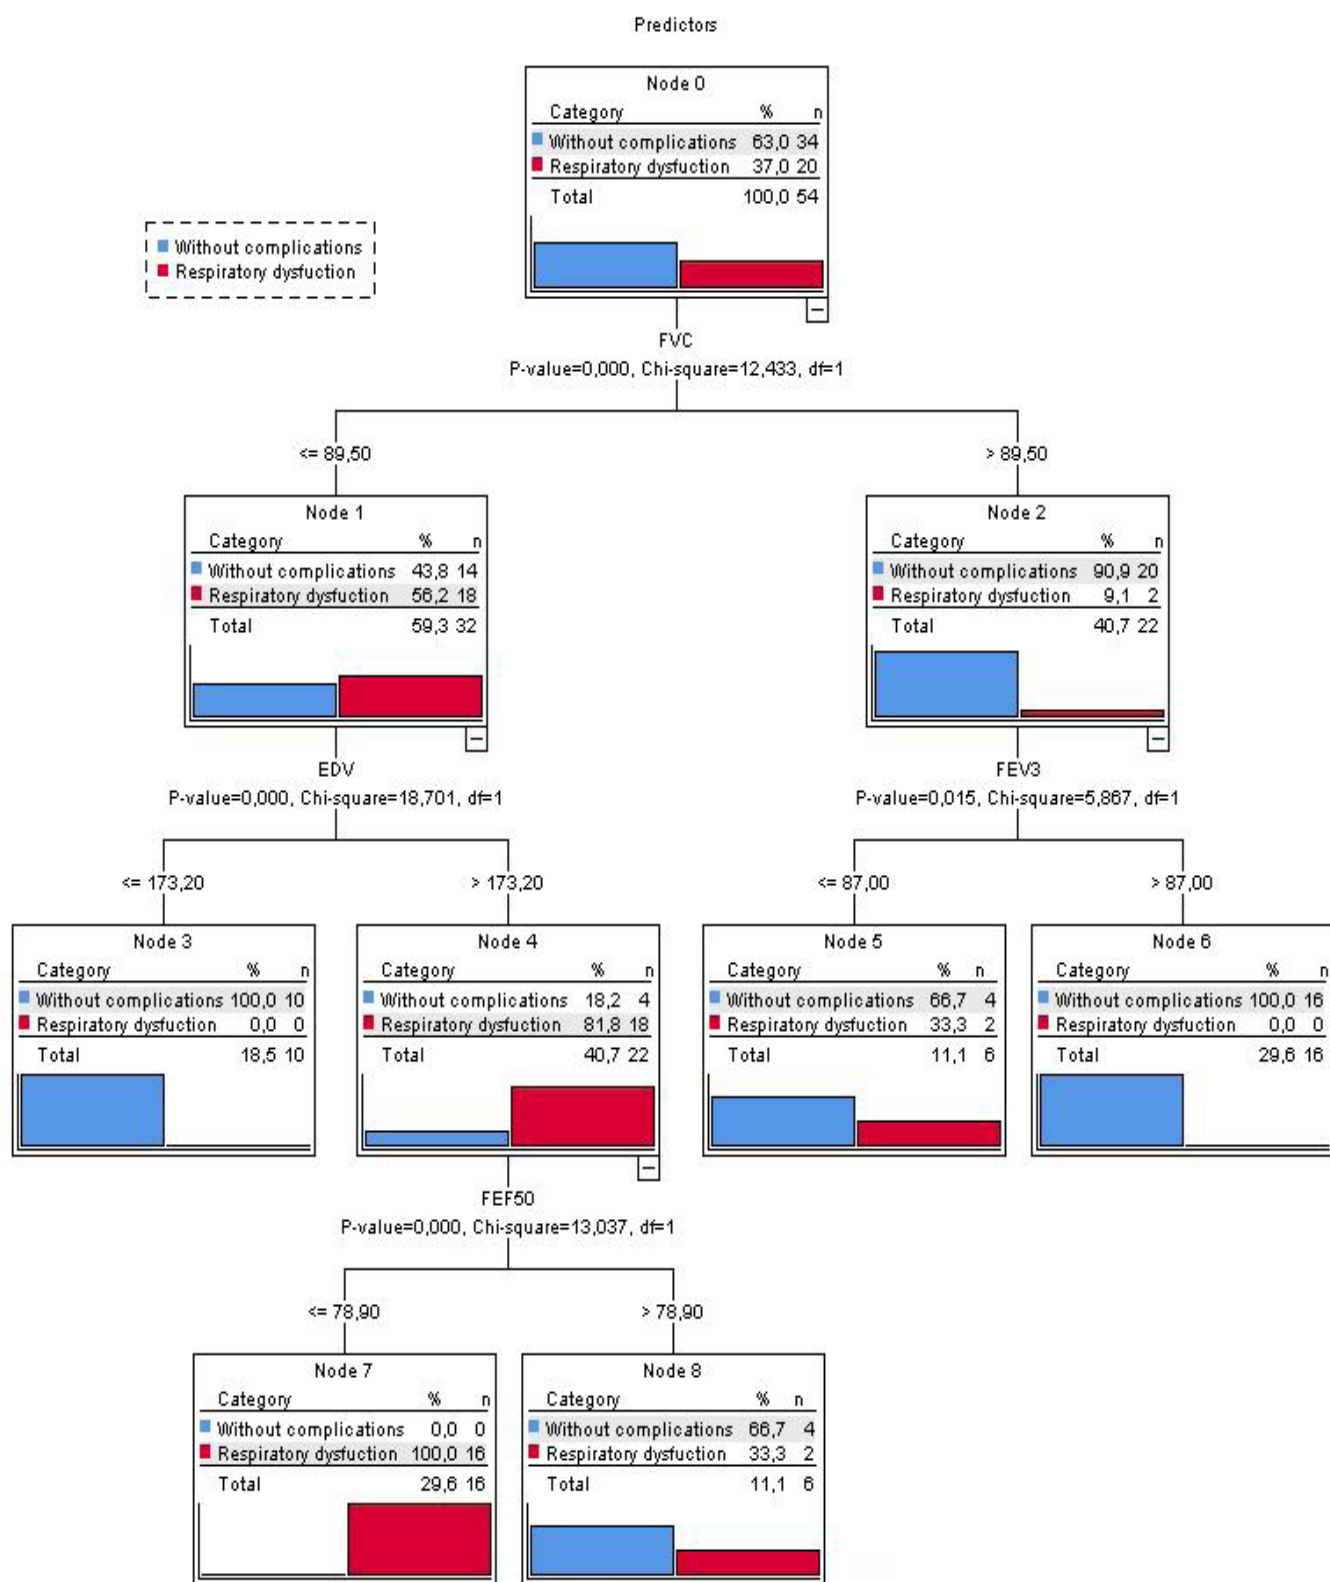 Predictors
Node 0
Category % n
Without complications 63,0 34
Respiratory dysfuction 37,0 20
Total 100,0 54
Without complications
Respiratory dysfuction
FVC
P-value=0,000, Chi-square=12,433, df=1
<= 89,50
> 89,50
Node 1
Category % n
Without complications 43,8 14
Respiratory dysfuction 56,2 18
Total 59,3 32
Node 2
Category % n
Without complications 90,9 20
Respiratory dysfuction 9,1 2
Total 40,7 22
EDV
P-value=0,000, Chi-square=18,701, df=1
FEV3
P-value=0,015, Chi-square=5,867, df=1
<= 173,20
> 173,20
<= 87,00
> 87,00
Node 3
Category % n
Without complications 100,0 10
Respiratory dysfuction 0,0 0
Total 18,5 10
Node 4
Category % n
Without complications 18,2 4
Respiratory dysfuction 81,8 18
Total 40,7 22
Node 5
Category % n
Without complications 66,7 4
Respiratory dysfuction 33,3 2
Total 11,1 6
Node 6
Category % n
Without complications 100,0 16
Respiratory dysfuction 0,0 0
Total 29,6 16
FEF50
P-value=0,000, Chi-square=13,037, df=1
<= 78,90
> 78,90
Node 7
Category % n
Without complications 0,0 0
Respiratory dysfuction 100,0 16
Total 29,6 16
Node 8
Category % n
Without complications 66,7 4
Respiratory dysfuction 33,3 2
Total 11,1 6